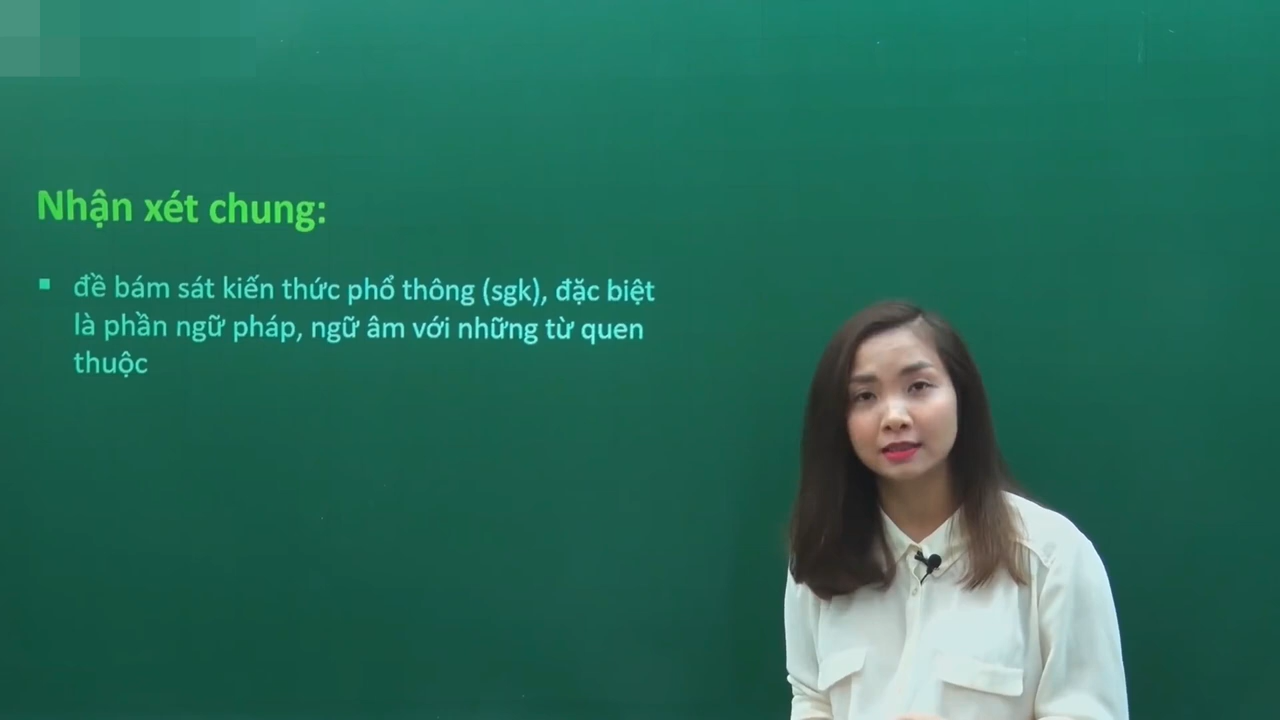 Nhận xét chung:
đề bám sát kiến thức phổ thông (sgk), đặc biệt
là phần ngữ pháp, ngữ âm với những từ quen
thuộc